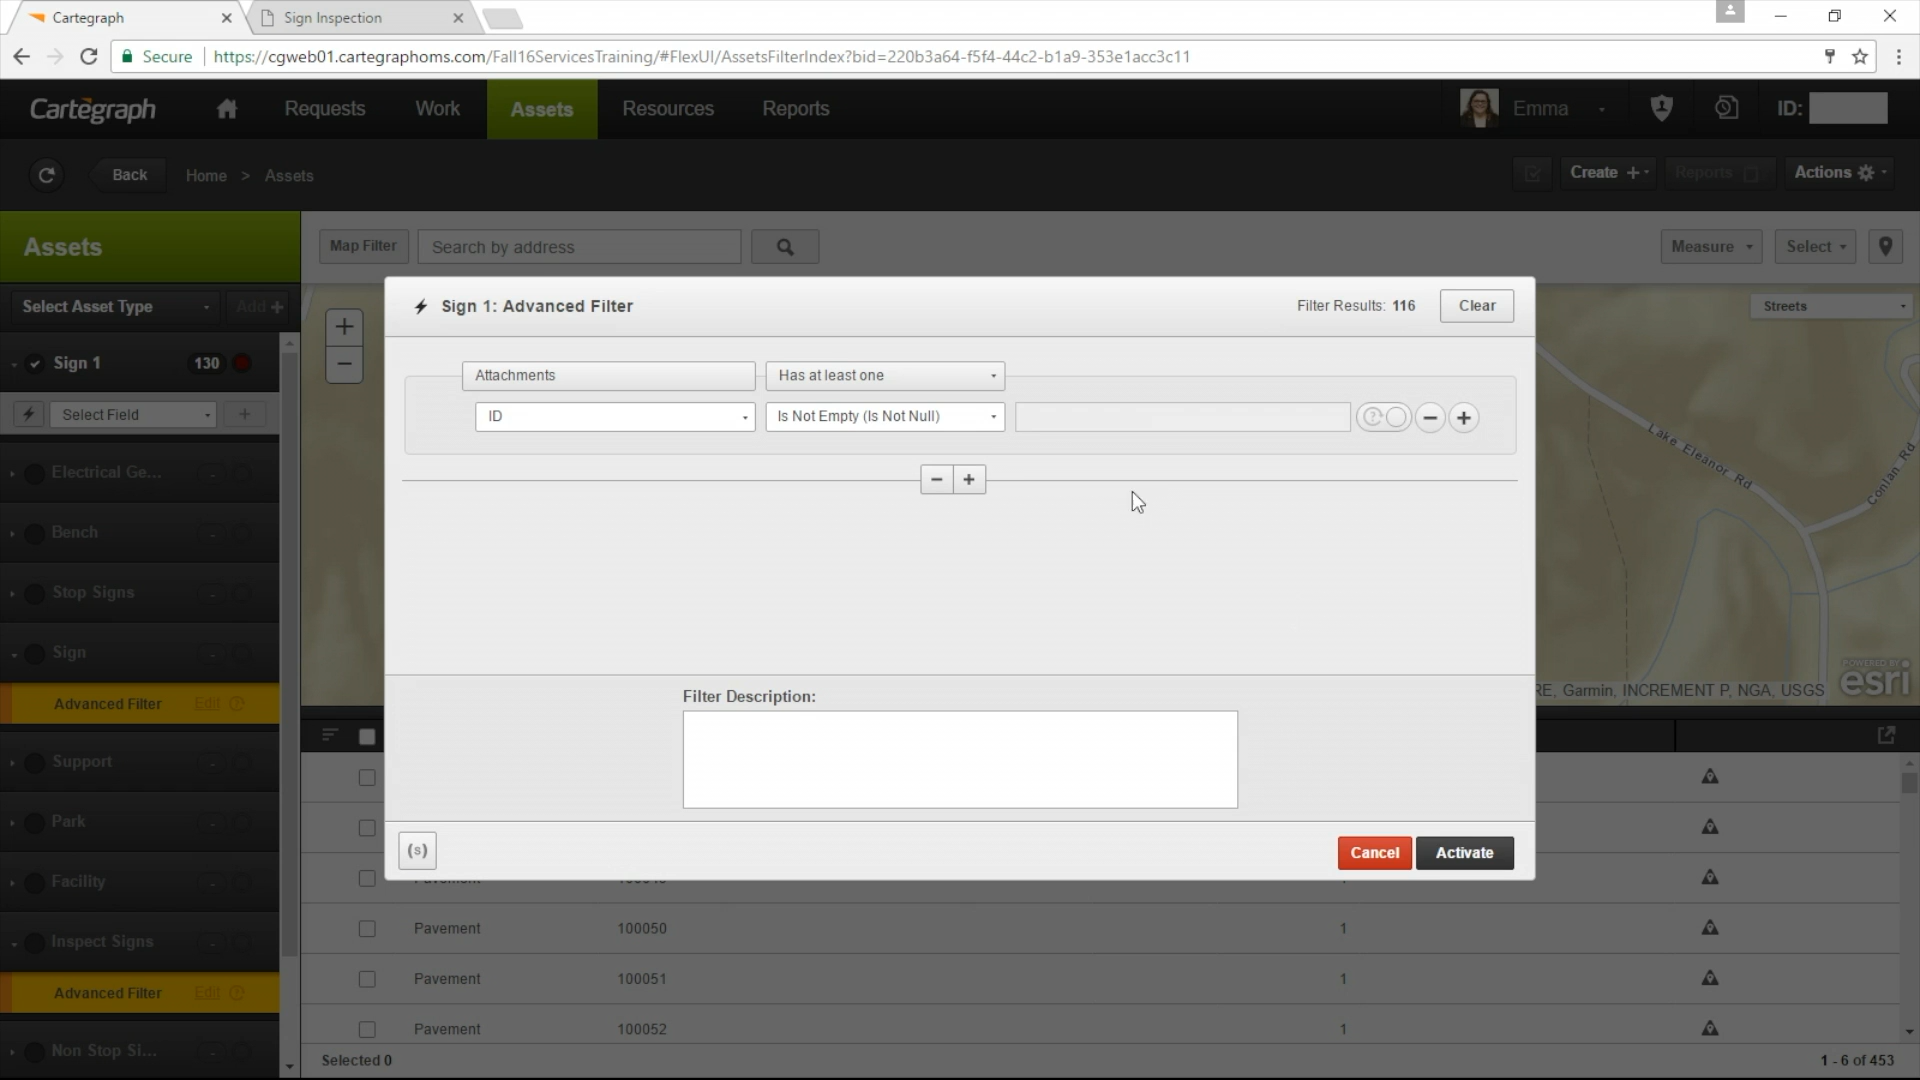 Cartegraph
Sign Inspection
Secure
https://cgweb01.cartegraphoms.com/Fall16ServicesTraining/#FlexUI/AssetsFilterIndex?bid=220b3a64-f5f4-44c2-b1a9-353e1acc3c11
Cartegraph
Requests
Work
Assets
Resources
Reports
Emma
ID:
Back
Home > Assets
Create
Reports
Actions
Assets
Map Filter
Search by address
Measure
Select
Select Asset Type
Add
Streets
Sign 1: Advanced Filter
Filter Results: 116
Clear
Sign 1
130
Attachments
Has at least one
Select Field
ID
Is Not Empty (Is Not Null)
Lake Eleanor Rd
Conlan Rd
Electrical Ge...
Bench
Stop Signs
Sign
POWERED BY
esri
RE, Garmin, INCREMENT P, NGA, USGS
Advanced Filter
Edit
Filter Description:
Support
Park
(s)
Cancel
Activate
Facility
Pavement
100050
1
Inspect Signs
Pavement
100051
1
Advanced Filter
Edit
Pavement
100052
1
Non Stop Si...
Selected 0
1 - 6 of 453